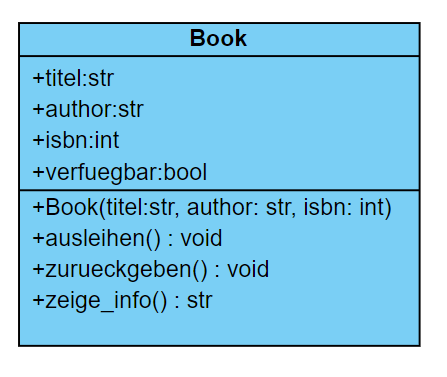 Book
+titel:str
+author:str
+isbn:int
+verfuegbar:bool
+Book(titel:str, author: str, isbn: int)
+ausleihen() : void
+zurueckgeben() : void
+zeige_info() : str